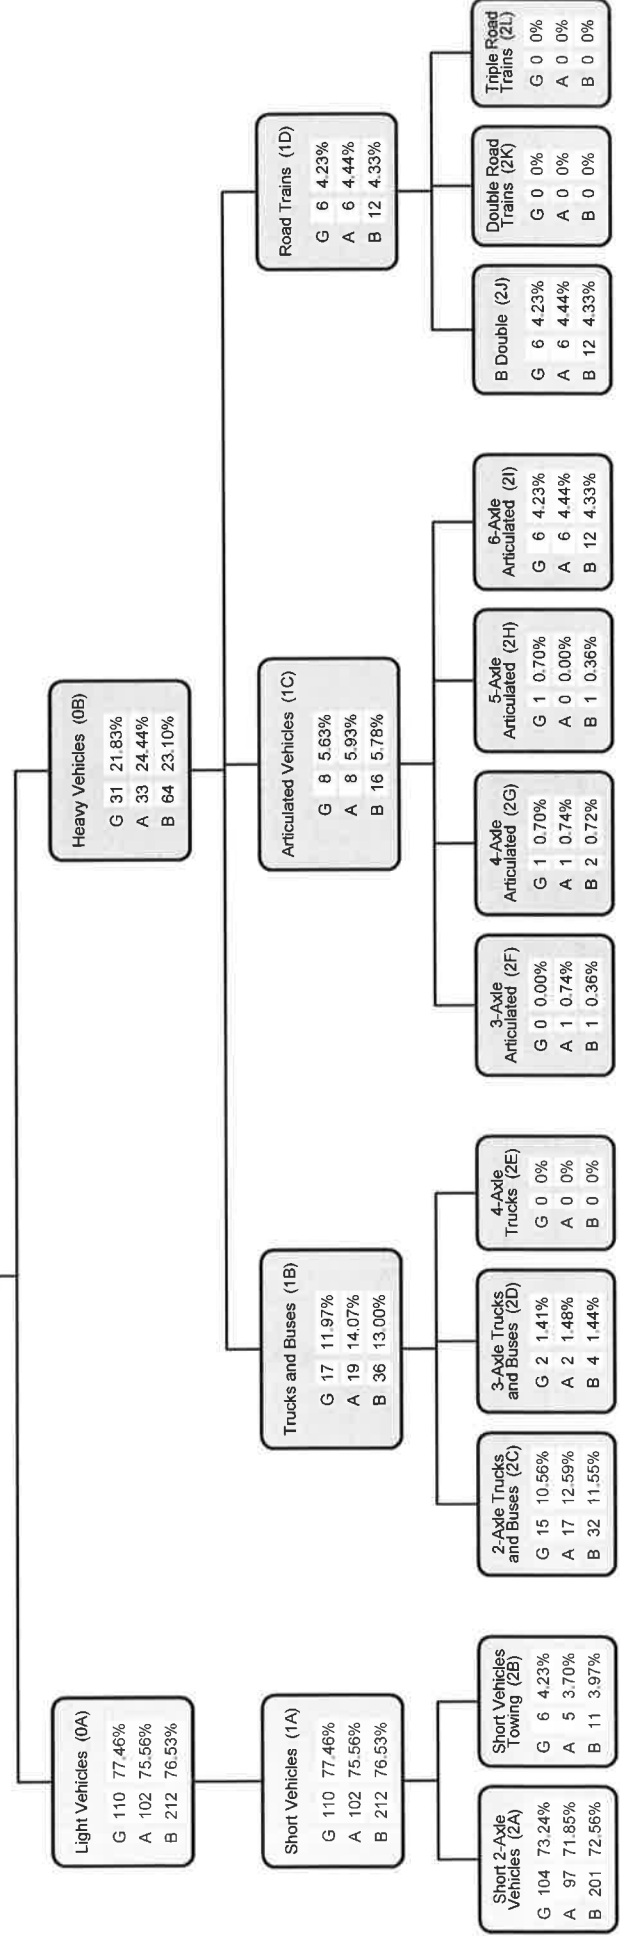 Light Vehicles (0A)
G 110 77.46%
A 102 75.56%
B 212 76.53%
Heavy Vehicles (0B)
G 31 21.83%
A 33 24.44%
B 64 23.10%
Short Vehicles (1A)
G 110 77.46%
A 102 75.56%
B 212 76.53%
Trucks and Buses (1B)
G 17 11.97%
A 19 14.07%
B 36 13.00%
Articulated Vehicles (1C)
G 8 5.63%
A 8 5.93%
B 16 5.78%
Road Trains (1D)
G 6 4.23%
A 6 4.44%
B 12 4.33%
Short 2-Axle
Vehicles (2A)
G 104 73.24%
A 97 71.85%
B 201 72.56%
Short Vehicles
Towing (2B)
G 6 4.23%
A 5 3.70%
B 11 3.97%
2-Axle Trucks
and Buses (2C)
G 15 10.56%
A 17 12.59%
B 32 11.55%
3-Axle Trucks
and Buses (2D)
G 2 1.41%
A 2 1.48%
B 4 1.44%
4-Axle
Trucks (2E)
G 0 0%
A 0 0%
B 0 0%
3-Axle
Articulated (2F)
G 0 0.00%
A 1 0.74%
B 1 0.36%
4-Axle
Articulated (2G)
G 1 0.70%
A 1 0.74%
B 2 0.72%
5-Axle
Articulated (2H)
G 1 0.70%
A 0 0.00%
B 1 0.36%
6-Axle
Articulated (2I)
G 6 4.23%
A 6 4.44%
B 12 4.33%
B Double (2J)
G 6 4.23%
A 6 4.44%
B 12 4.33%
Double Road
Trains (2K)
G 0 0%
A 0 0%
B 0 0%
Triple Road
Trains (2L)
G 0 0%
A 0 0%
B 0 0%